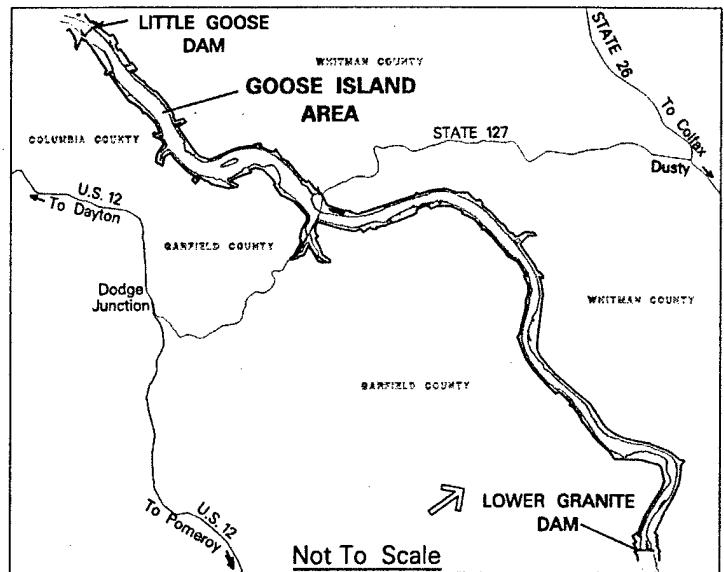 LITTLE GOOSE
DAM
WHITMAN COUNTY
STATE 26
GOOSE ISLAND
AREA
To Colfax
COLUMBIA COUNTY
STATE 127
Dusty
U.S. 12
To Dayton
GARFIELD COUNTY
Dodge
Junction
WHITMAN COUNTY
GARFIELD COUNTY
To Pomeroy
U.S. 12
LOWER GRANITE
DAM
Not To Scale